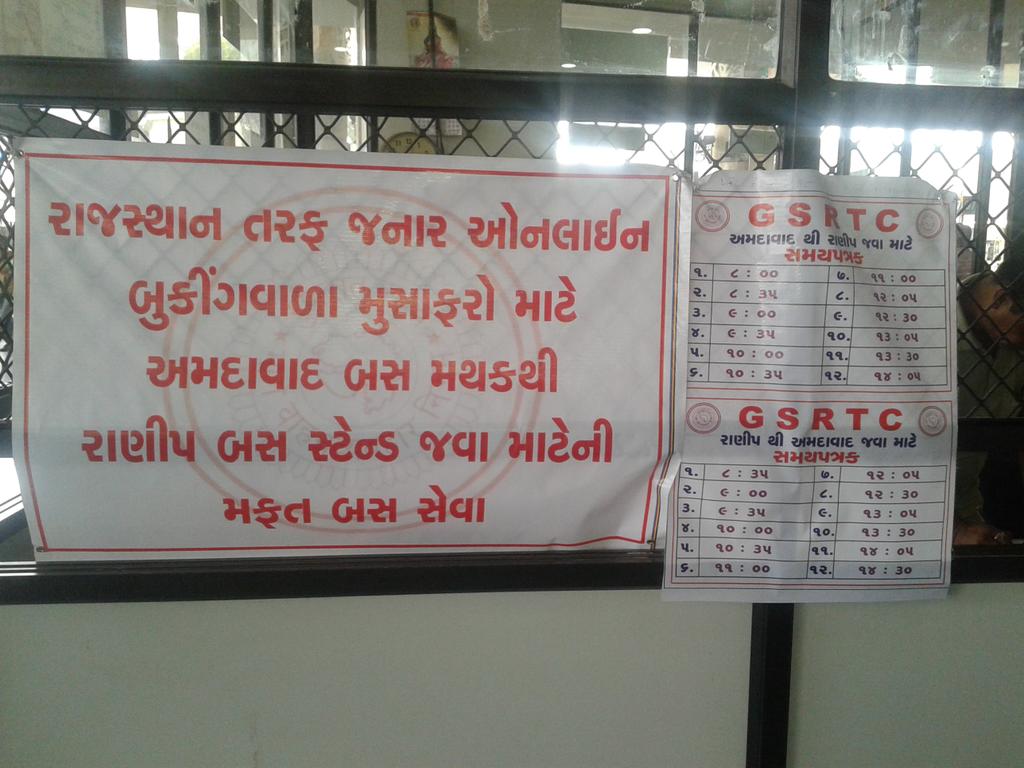 રાજસ્થાન તરફ જનાર ઓનલાઈન
બુકીંગવાળા મુસાફરો માટે
અમદાવાદ બસ મથકથી
રાણીપ બસ સ્ટેન્ડ જવા માટેની
મફત બસ સેવા
GSRTC
અમદાવાદ થી રાણીપ જવા માટે
સમયપત્રક
૧. ૮ : ૦૦ ૭. ૧૧ : ૦૦
૨. ૮ : ૩૫ ૮. ૧૨ : ૦૫
૩. ૯ : ૦૦ ૯. ૧૨ : ૩૦
૪. ૯ : ૩૫ ૧૦. ૧૩ : ૦૫
૫. ૧૦ : ૦૦ ૧૧. ૧૩ : ૩૦
૬. ૧૦ : ૩૫ ૧૨. ૧૪ : ૦૫
GSRTC
રાણીપ થી અમદાવાદ જવા માટે
સમયપત્રક
૧. ૮ : ૩૫ ૭. ૧૨ : ૦૫
૨. ૯ : ૦૦ ૮. ૧૨ : ૩૦
૩. ૯ : ૩૫ ૯. ૧૩ : ૦૫
૪. ૧૦ : ૦૦ ૧૦. ૧૩ : ૩૦
૫. ૧૦ : ૩૫ ૧૧. ૧૪ : ૦૫
૬. ૧૧ : ૦૦ ૧૨. ૧૪ : ૩૦